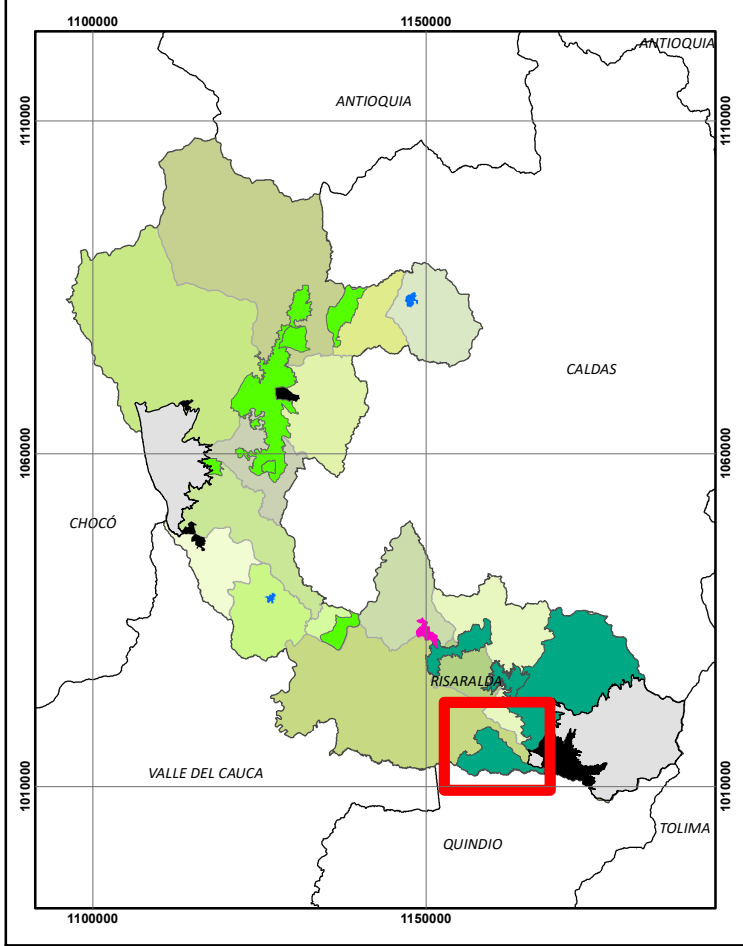 1100000 1150000
ANTIOQUIA
ANTIOQUIA
1110000 1110000
CALDAS
1060000 1060000
CHOCÓ
RISARALDA
VALLE DEL CAUCA
1010000 1010000
TOLIMA
QUINDIO
1100000 1150000